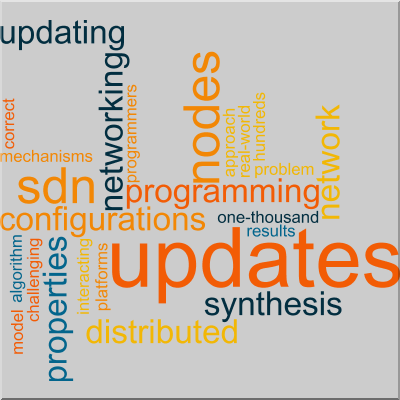 updating
networking
nodes
correct
programmers
approach
real-world
hundreds
network
mechanisms
problem
sdn
programming
configurations
one-thousand
results
updates
algorithm
challenging
model
properties
interacting
platforms
synthesis
distributed